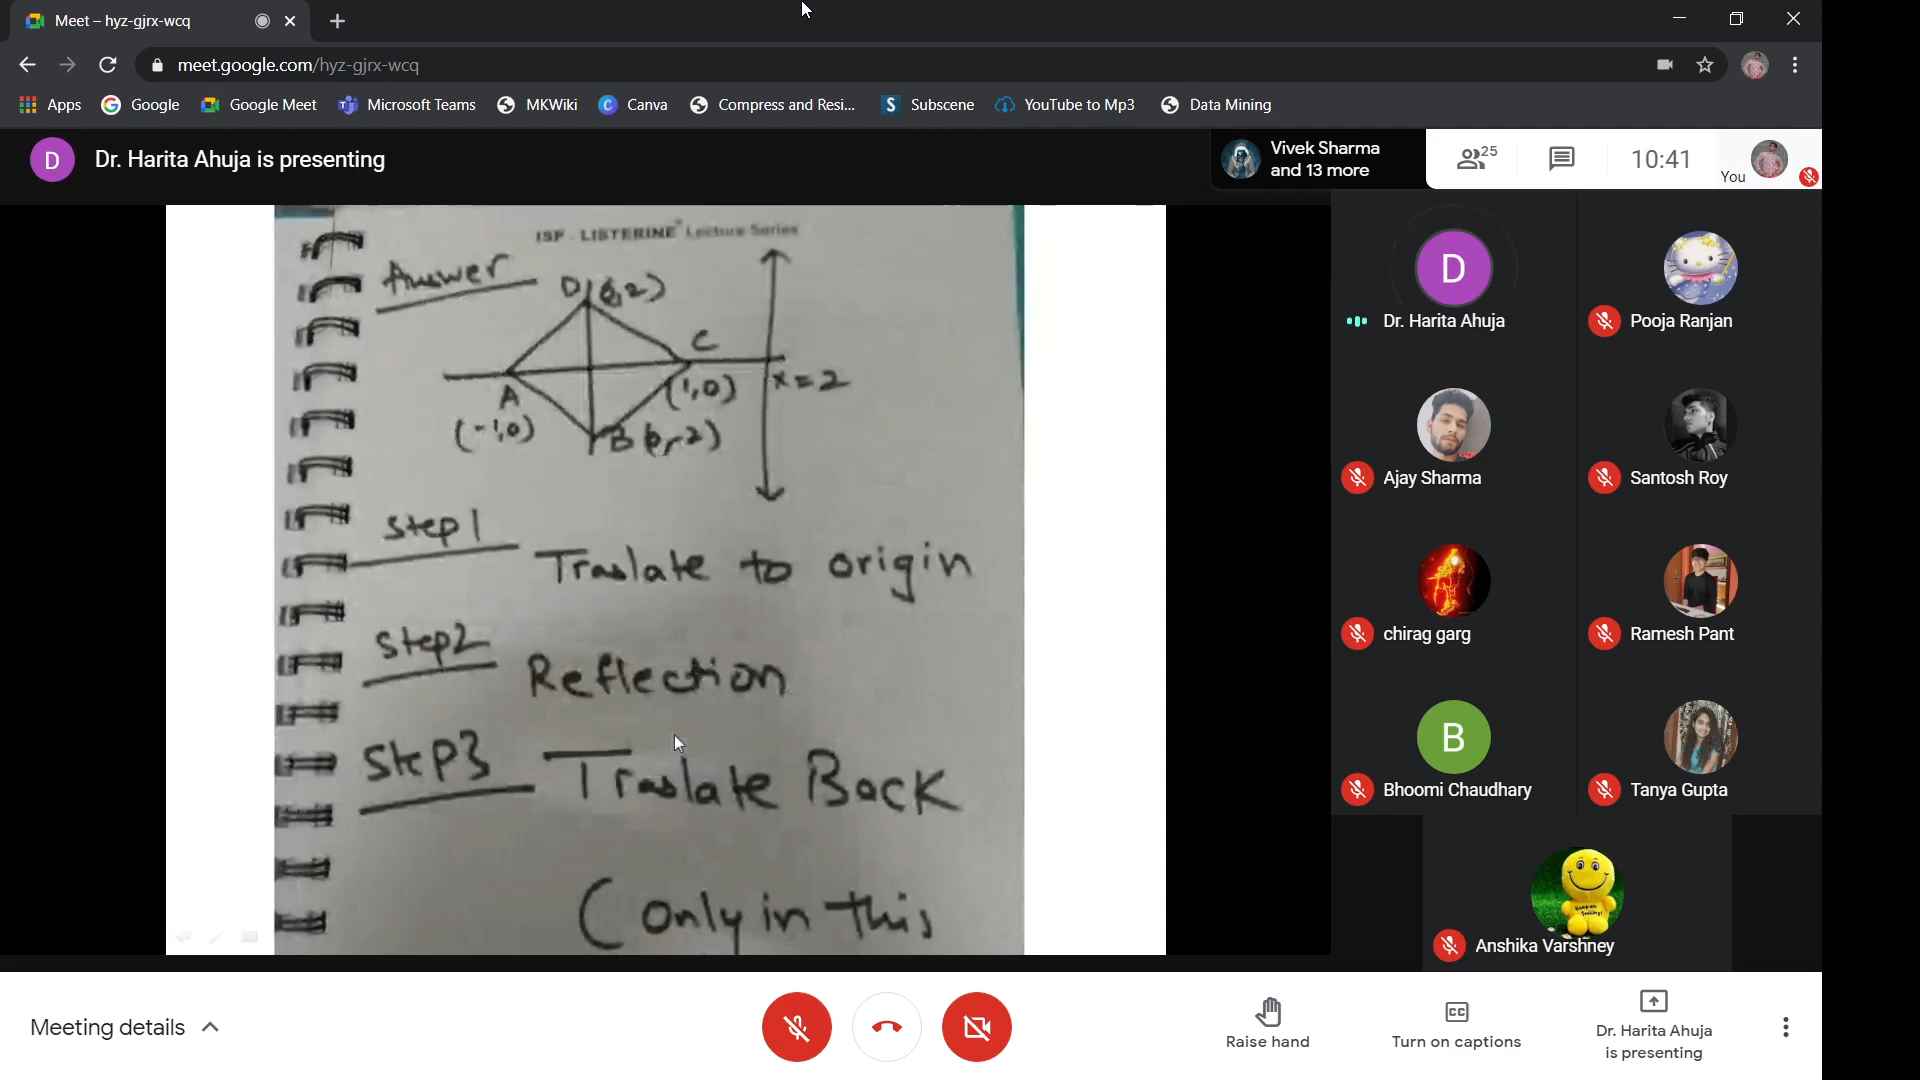 Meet – hyz-gjrx-wcq
meet.google.com/hyz-gjrx-wcq
Apps
Google
Google Meet
Microsoft Teams
MKWiki
Canva
Compress and Resi...
Subscene
YouTube to Mp3
Data Mining
D
Dr. Harita Ahuja is presenting
Vivek Sharma
and 13 more
25
10:41
You
ISP - LISTERINE Lecture Series
Answer
D (0,2)
C
(1,0)
x = 2
A
(-1,0)
B (0,-2)
Step1
Traslate to origin
Step2
Reflection
Step3
Traslate Back
(only in this
D
Dr. Harita Ahuja
Pooja Ranjan
Ajay Sharma
Santosh Roy
chirag garg
Ramesh Pant
B
Bhoomi Chaudhary
Tanya Gupta
Anshika Varshney
Meeting details
Raise hand
CC
Turn on captions
Dr. Harita Ahuja
is presenting